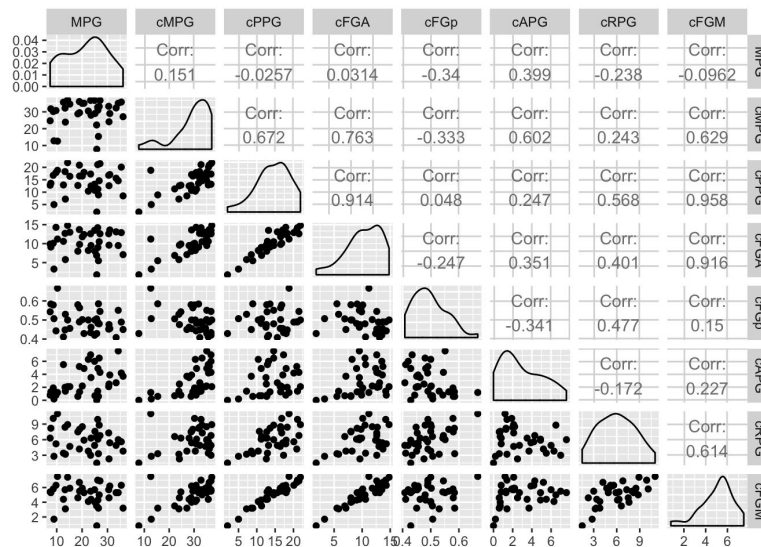 MPG cMPG cPPG cFGA cFGp cAPG cRPG cFGM
0.04
0.03
0.02
0.01
0.00
Corr: Corr: Corr: Corr: Corr: Corr: Corr:
0.151 -0.0257 0.0314 -0.34 0.399 -0.238 -0.0962
MPG
30
20
10
Corr: Corr: Corr: Corr: Corr: Corr:
0.672 0.763 -0.333 0.602 0.243 0.629
cMPG
20
15
10
5
Corr: Corr: Corr: Corr: Corr:
0.914 0.048 0.247 0.568 0.958
cPPG
15
10
5
Corr: Corr: Corr: Corr:
-0.247 0.351 0.401 0.916
cFGA
0.6
0.5
0.4
Corr: Corr: Corr:
-0.341 0.477 0.15
cFGp
6
4
2
0
Corr: Corr:
-0.172 0.227
cAPG
9
6
3
Corr:
0.614
cRPG
6
4
2
cFGM
10 20 30 10 20 30 5 10 15 20 5 10 15 0.4 0.5 0.6 0 2 4 6 3 6 9 2 4 6